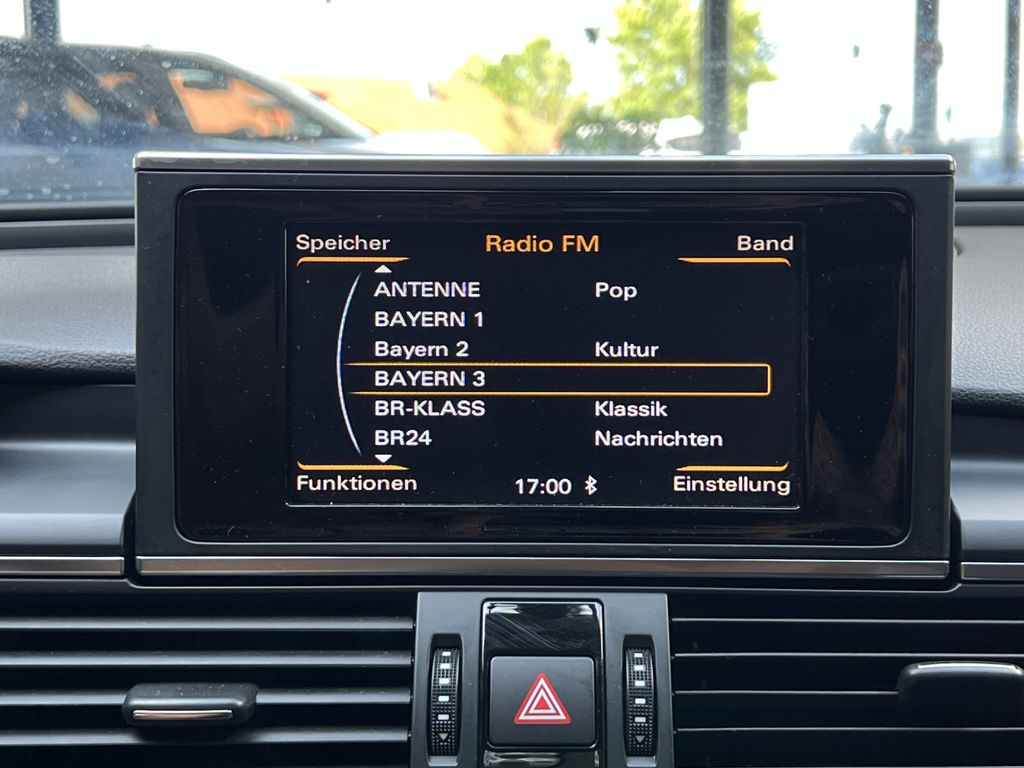 Speicher Radio FM Band
ANTENNE Pop
BAYERN 1
Bayern 2 Kultur
BAYERN 3
BR-KLASS Klassik
BR24 Nachrichten
Funktionen 17:00 Einstellung